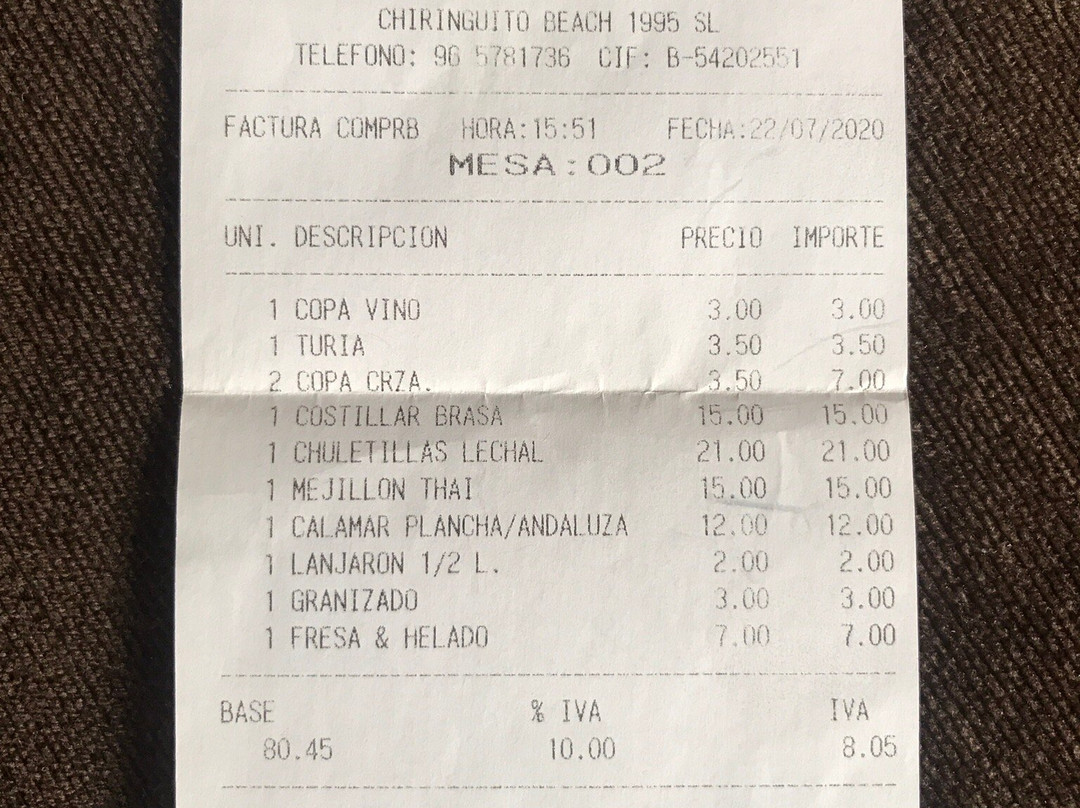 CHIRINGUITO BEACH 1995 SL
TELEFONO: 96 5781736 CIF: B-54202551
FACTURA COMPRB HORA:15:51 FECHA:22/07/2020
MESA:002
UNI. DESCRIPCION PRECIO IMPORTE
1 COPA VINO 3.00 3.00
1 TURIA 3.50 3.50
2 COPA CRZA. 3.50 7.00
1 COSTILLAR BRASA 15.00 15.00
1 CHULETILLAS LECHAL 21.00 21.00
1 MEJILLON THAI 15.00 15.00
1 CALAMAR PLANCHA/ANDALUZA 12.00 12.00
1 LANJARON 1/2 L. 2.00 2.00
1 GRANIZADO 3.00 3.00
1 FRESA & HELADO 7.00 7.00
BASE % IVA IVA
80.45 10.00 8.05